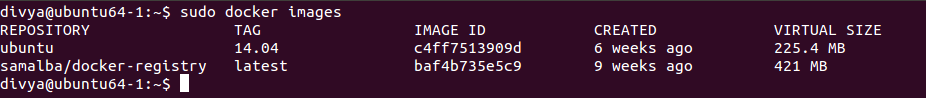 divya@ubuntu64-1:~$ sudo docker images
REPOSITORY TAG IMAGE ID CREATED VIRTUAL SIZE
ubuntu 14.04 c4ff7513909d 6 weeks ago 225.4 MB
samalba/docker-registry latest baf4b735e5c9 9 weeks ago 421 MB
divya@ubuntu64-1:~$